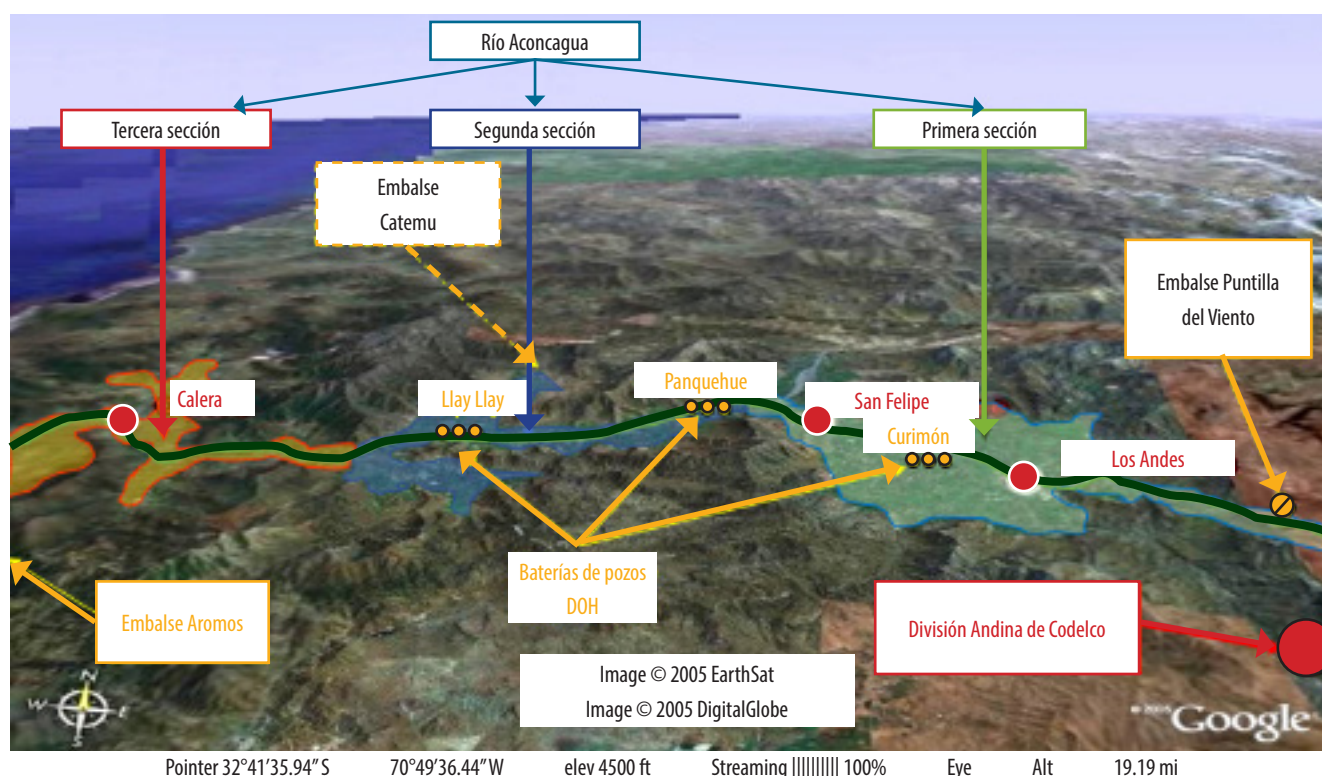 Río Aconcagua
Tercera sección
Segunda sección
Primera sección
Embalse
Catemu
Embalse Puntilla
del Viento
Calera
Llay Llay
Panquehue
San Felipe
Curimón
Los Andes
Baterías de pozos
DOH
Embalse Aromos
División Andina de Codelco
Image © 2005 EarthSat
Image © 2005 DigitalGlobe
N
W
E
S
© 2005 Google
Pointer 32°41'35.94"S 70°49'36.44"W elev 4500 ft Streaming |||||||||| 100% Eye Alt 19.19 mi